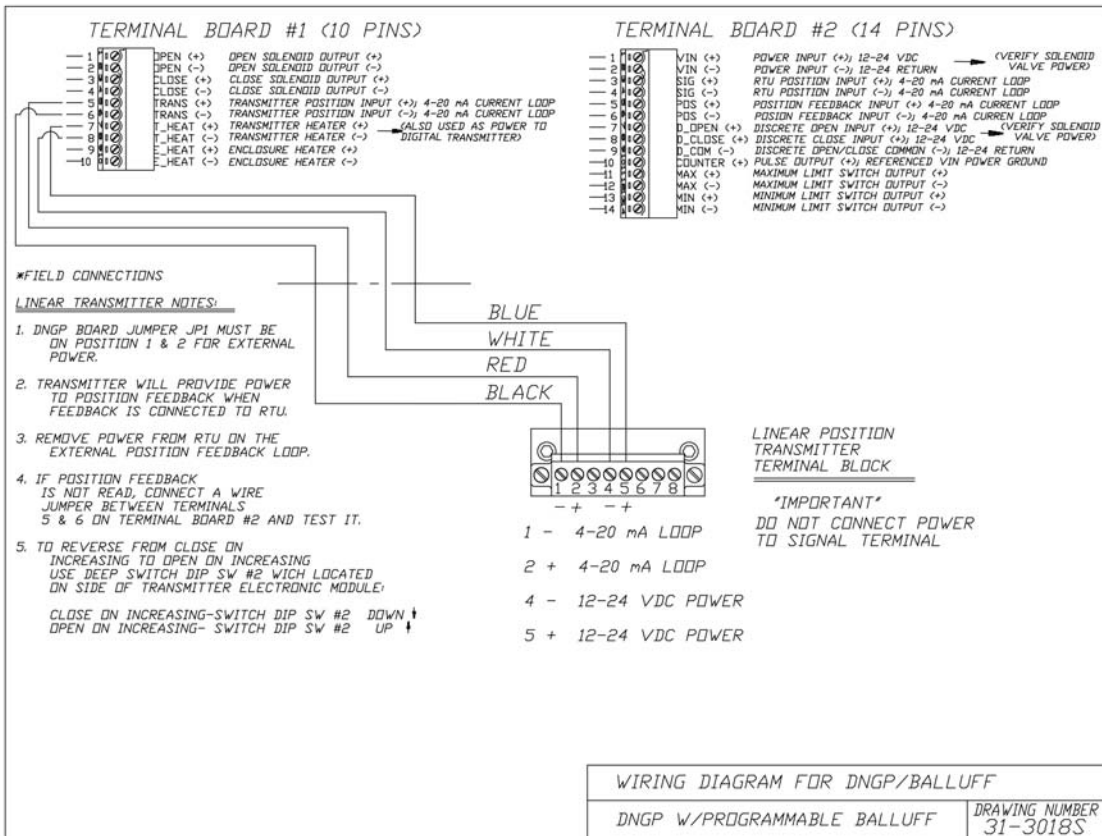 TERMINAL BOARD #1 (10 PINS)
1 OPEN (+) OPEN SOLENOID OUTPUT (+)
2 OPEN (-) OPEN SOLENOID OUTPUT (-)
3 CLOSE (+) CLOSE SOLENOID OUTPUT (+)
4 CLOSE (-) CLOSE SOLENOID OUTPUT (-)
5 TRANS (+) TRANSMITTER POSITION INPUT (+); 4-20 mA CURRENT LOOP
6 TRANS (-) TRANSMITTER POSITION INPUT (-); 4-20 mA CURRENT LOOP
7 T_HEAT (+) TRANSMITTER HEATER (+) (ALSO USED AS POWER TO
8 T_HEAT (-) TRANSMITTER HEATER (-) DIGITAL TRANSMITTER)
9 E_HEAT (+) ENCLOSURE HEATER (+)
10 E_HEAT (-) ENCLOSURE HEATER (-)
TERMINAL BOARD #2 (14 PINS)
1 VIN (+) POWER INPUT (+); 12-24 VDC (VERIFY SOLENOID
2 VIN (-) POWER INPUT (-); 12-24 RETURN VALVE POWER)
3 SIG (+) RTU POSITION INPUT (+); 4-20 mA CURRENT LOOP
4 SIG (-) RTU POSITION INPUT (-); 4-20 mA CURRENT LOOP
5 POS (+) POSITION FEEDBACK INPUT (+) 4-20 mA CURRENT LOOP
6 POS (-) POSION FEEDBACK INPUT (-); 4-20 mA CURREN LOOP
7 D_OPEN (+) DISCRETE OPEN INPUT (+); 12-24 VDC (VERIFY SOLENOID
8 D_CLOSE (+) DISCRETE CLOSE INPUT (+); 12-24 VDC VALVE POWER)
9 D_COM (-) DISCRETE OPEN/CLOSE COMMON (-); 12-24 RETURN
10 COUNTER (+) PULSE OUTPUT (+); REFERENCED VIN POWER GROUND
11 MAX (+) MAXIMUM LIMIT SWITCH OUTPUT (+)
12 MAX (-) MAXIMUM LIMIT SWITCH OUTPUT (-)
13 MIN (+) MINIMUM LIMIT SWITCH OUTPUT (+)
14 MIN (-) MINIMUM LIMIT SWITCH OUTPUT (-)
*FIELD CONNECTIONS
LINEAR TRANSMITTER NOTES:
1. DNGP BOARD JUMPER JP1 MUST BE
ON POSITION 1 & 2 FOR EXTERNAL
POWER.
2. TRANSMITTER WILL PROVIDE POWER
TO POSITION FEEDBACK WHEN
FEEDBACK IS CONNECTED TO RTU.
3. REMOVE POWER FROM RTU ON THE
EXTERNAL POSITION FEEDBACK LOOP.
4. IF POSITION FEEDBACK
IS NOT READ, CONNECT A WIRE
JUMPER BETWEEN TERMINALS
5 & 6 ON TERMINAL BOARD #2 AND TEST IT.
5. TO REVERSE FROM CLOSE ON
INCREASING TO OPEN ON INCREASING
USE DEEP SWITCH DIP SW #2 WICH LOCATED
ON SIDE OF TRANSMITTER ELECTRONIC MODULE:
CLOSE ON INCREASING-SWITCH DIP SW #2 DOWN
OPEN ON INCREASING- SWITCH DIP SW #2 UP
BLUE
WHITE
RED
BLACK
1 2 3 4 5 6 7 8
- + - +
1 - 4-20 mA LOOP
2 + 4-20 mA LOOP
4 - 12-24 VDC POWER
5 + 12-24 VDC POWER
LINEAR POSITION
TRANSMITTER
TERMINAL BLOCK
"IMPORTANT"
DO NOT CONNECT POWER
TO SIGNAL TERMINAL
WIRING DIAGRAM FOR DNGP/BALLUFF
DNGP W/PROGRAMMABLE BALLUFF
DRAWING NUMBER
31-3018S